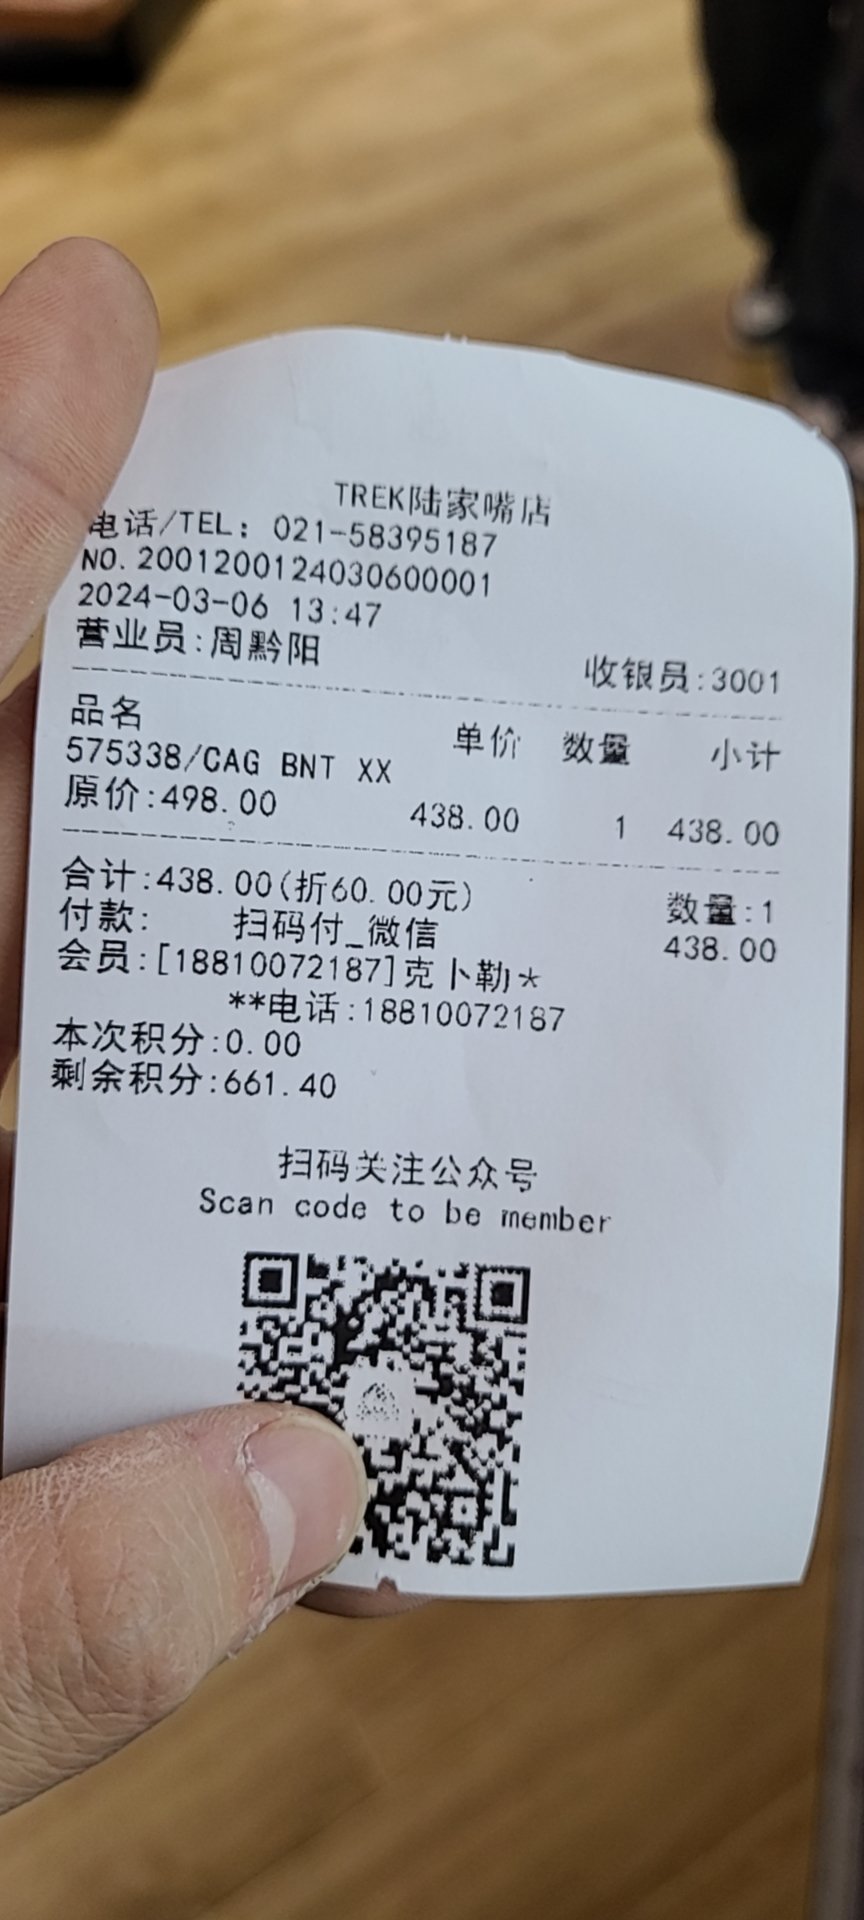 TREK陆家嘴店
电话/TEL: 021-58395187
NO.2001200124030600001
2024-03-06 13:47
营业员:周黔阳 收银员:3001
品名 单价 数量 小计
575338/CAG BNT XX
原价:498.00 438.00 1 438.00
合计:438.00(折60.00元) 数量:1
付款: 扫码付_微信 438.00
会员:[18810072187]克卜勒*
**电话:18810072187
本次积分:0.00
剩余积分:661.40
扫码关注公众号
Scan code to be member